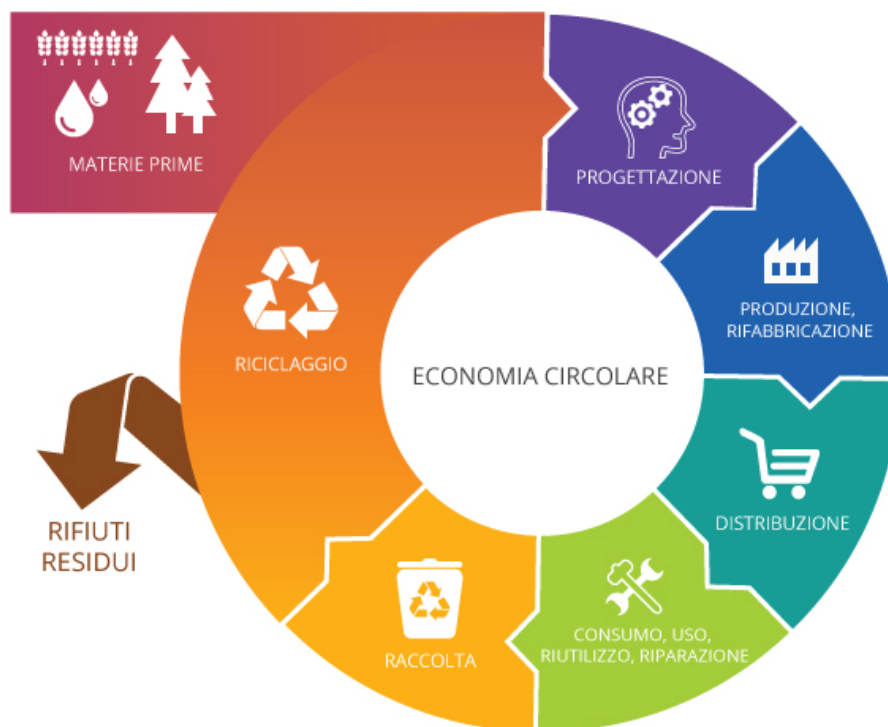 MATERIE PRIME
PROGETTAZIONE
PRODUZIONE,
RIFABBRICAZIONE
DISTRIBUZIONE
CONSUMO, USO,
RIUTILIZZO, RIPARAZIONE
RACCOLTA
RICICLAGGIO
RIFIUTI
RESIDUI
ECONOMIA CIRCOLARE